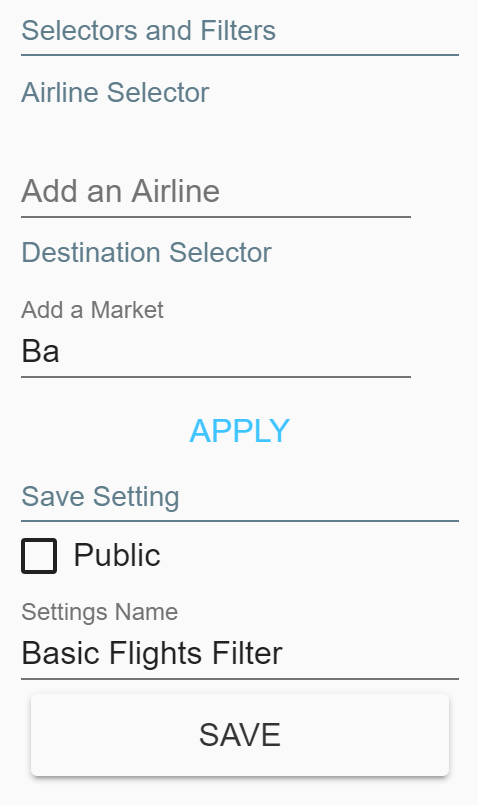 Selectors and Filters
Airline Selector
Add an Airline
Destination Selector
Add a Market
Ba
APPLY
Save Setting
Public
Settings Name
Basic Flights Filter
SAVE